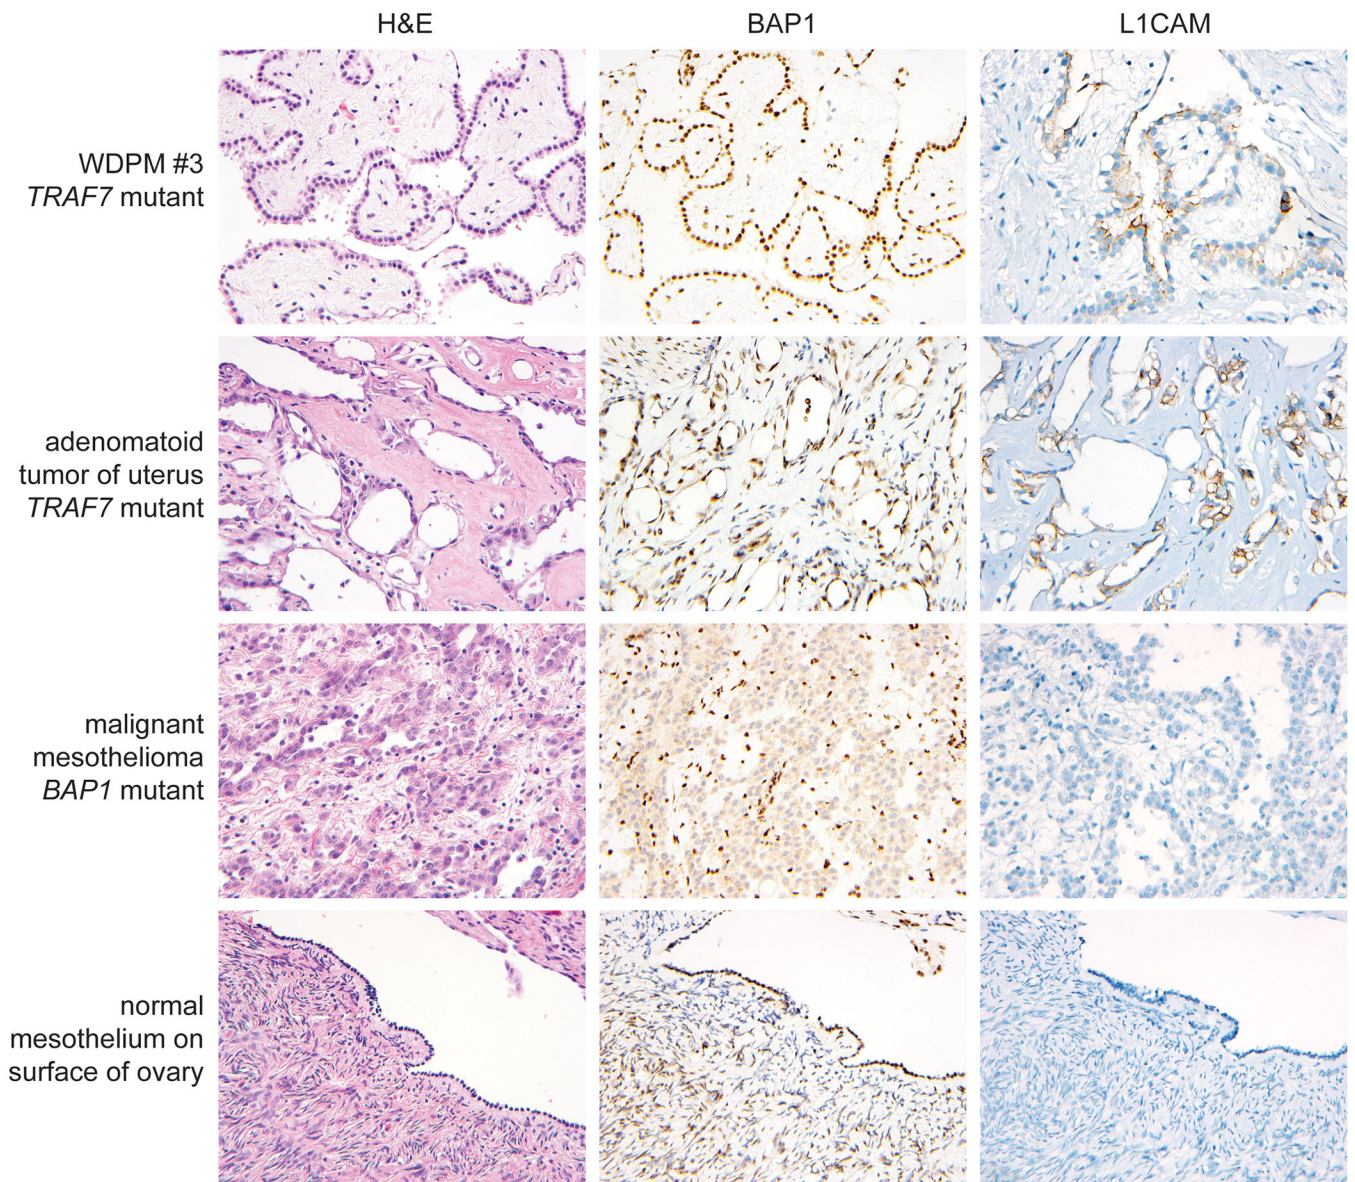 H&E
BAP1
L1CAM
WDPM #3
TRAF7 mutant
adenomatoid
tumor of uterus
TRAF7 mutant
malignant
mesothelioma
BAP1 mutant
normal
mesothelium on
surface of ovary